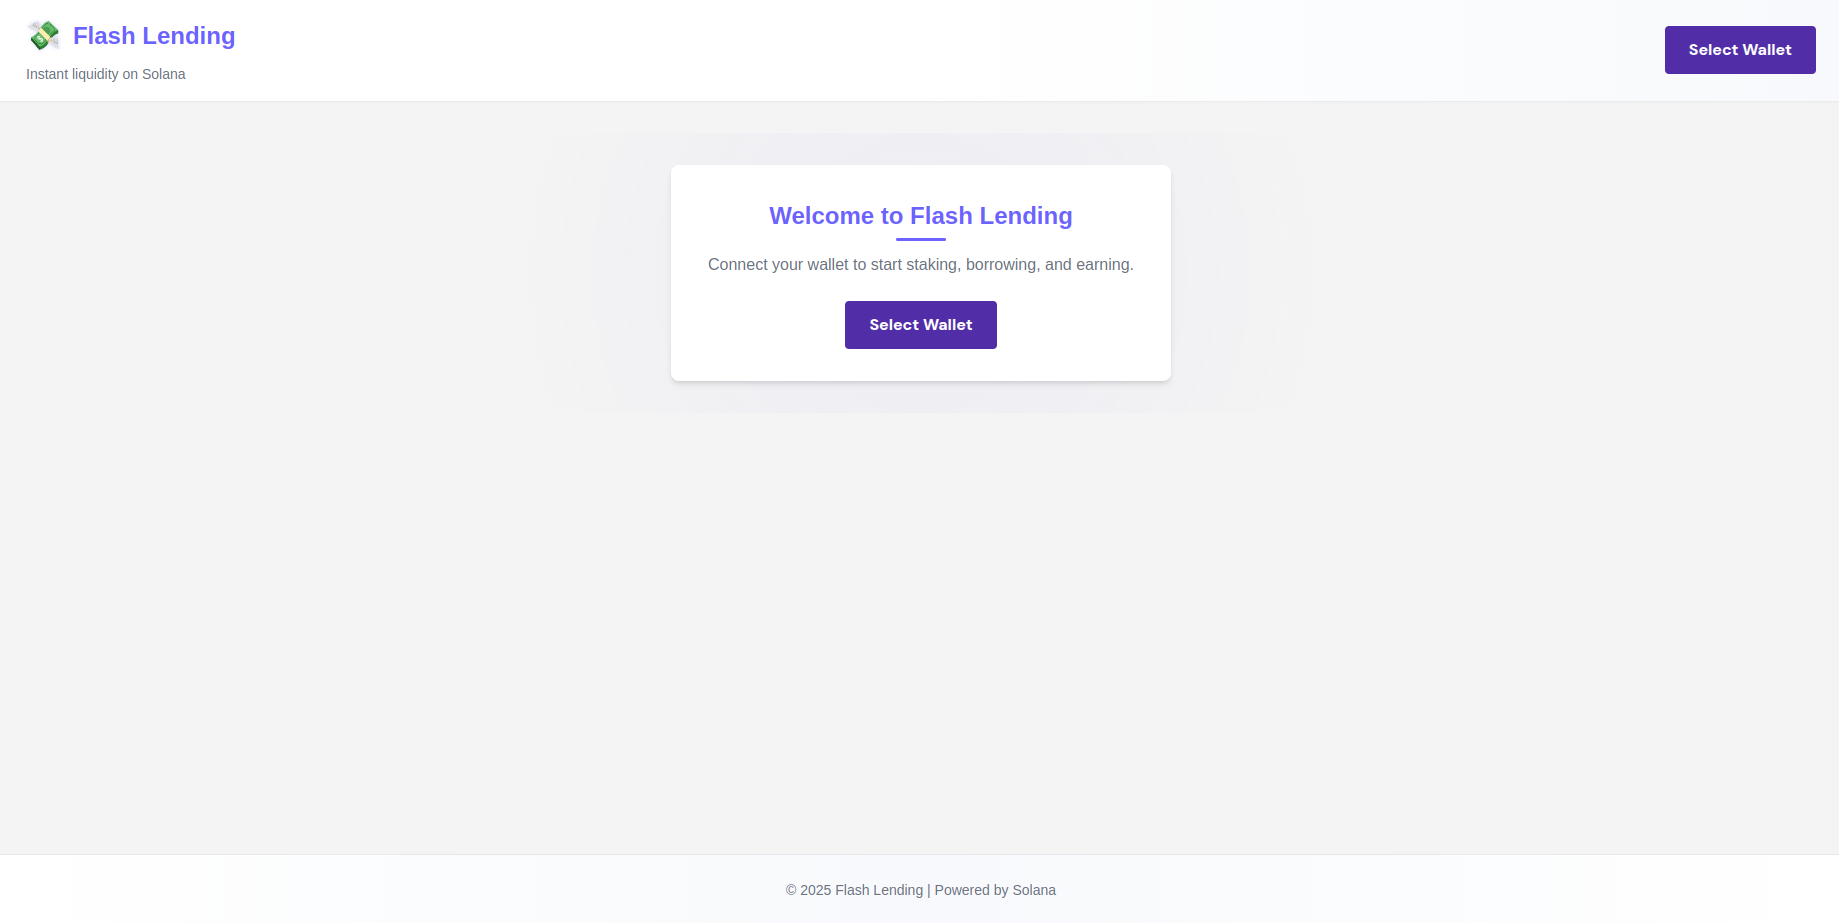 Flash Lending
Instant liquidity on Solana
Select Wallet
Welcome to Flash Lending
Connect your wallet to start staking, borrowing, and earning.
Select Wallet
© 2025 Flash Lending | Powered by Solana